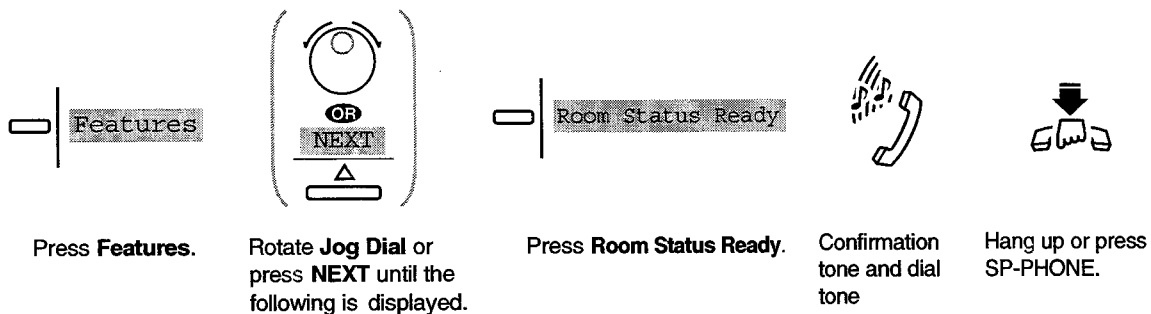 Features
OR
NEXT
Room Status Ready
Press Features.
Rotate Jog Dial or
press NEXT until the
following is displayed.
Press Room Status Ready.
Confirmation
tone and dial
tone
Hang up or press
SP-PHONE.